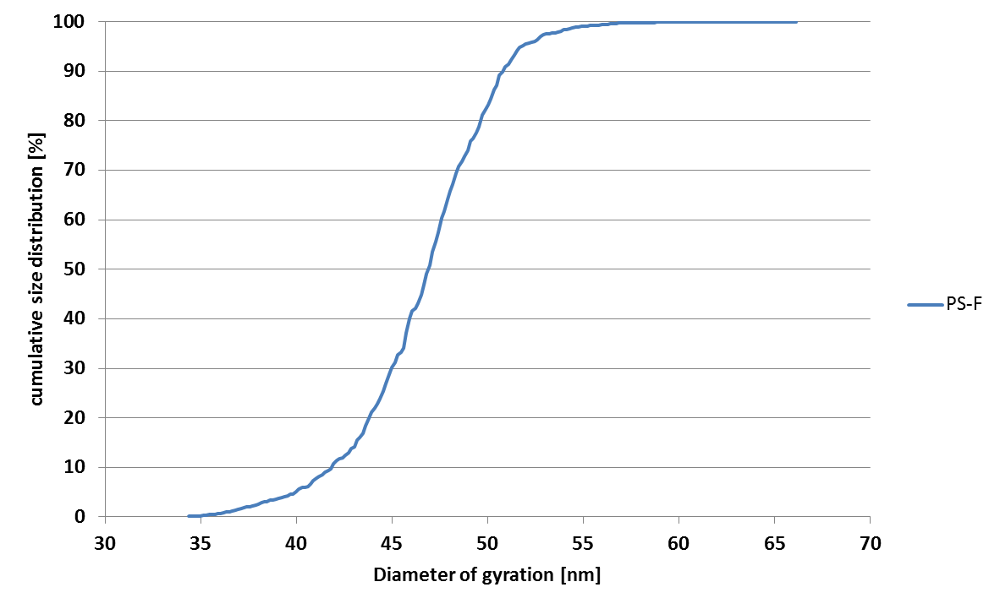 100
90
80
70
60
50
40
30
20
10
0
cumulative size distribution [%]
30 35 40 45 50 55 60 65 70
Diameter of gyration [nm]
PS-F